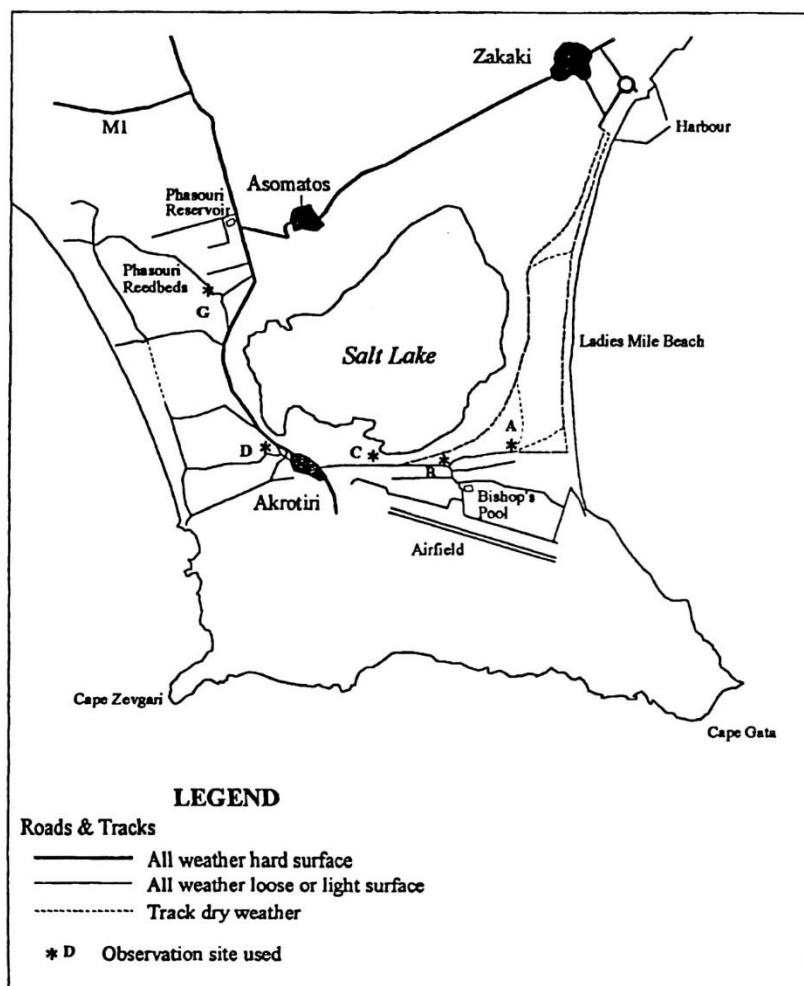 Zakaki
Harbour
M1
Asomatos
Phasouri
Reservoir
Phasouri
Reedbeds
* G
Salt Lake
Ladies Mile Beach
A
*
D *
C *
*
B
Akrotiri
Bishop's
Pool
Airfield
Cape Zevgari
Cape Gata
LEGEND
Roads & Tracks
All weather hard surface
All weather loose or light surface
Track dry weather
* D Observation site used